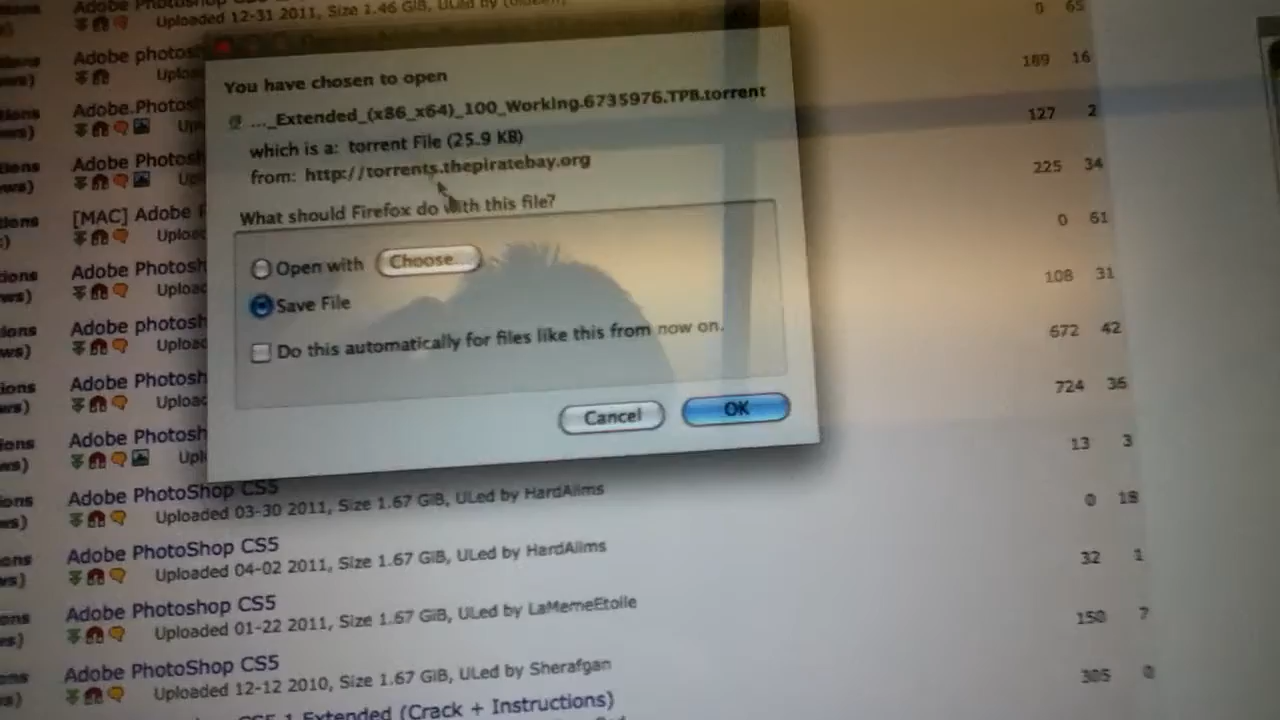 Adobe Photoshop
Uploaded 12-31 2011, Size 1.46 GiB, ULed by
0 65
Adobe photos
Uploa
189 16
You have chosen to open
Adobe.Photos
..._Extended_(x86_x64)_100_Working.6735976.TPB.torrent
127 2
which is a: torrent File (25.9 KB)
Adobe Photosh
from: http://torrents.thepiratebay.org
225 34
[MAC] Adobe
What should Firefox do with this file?
Uploa
0 61
Adobe Photosh
Open with Choose...
Uploa
108 31
Adobe photosh
Save File
Uploa
672 42
Do this automatically for files like this from now on.
Adobe Photosh
Uploa
724 36
Cancel OK
Adobe Photosh
Upl
13 3
Adobe PhotoShop CS5
Uploaded 03-30 2011, Size 1.67 GiB, ULed by HardAlims
0 18
Adobe PhotoShop CS5
Uploaded 04-02 2011, Size 1.67 GiB, ULed by HardAlims
32 1
Adobe Photoshop CS5
Uploaded 01-22 2011, Size 1.67 GiB, ULed by LaMemeEtoile
150 7
Adobe PhotoShop CS5
Uploaded 12-12 2010, Size 1.67 GiB, ULed by Sherafgan
305 0
Extended (Crack + Instructions)